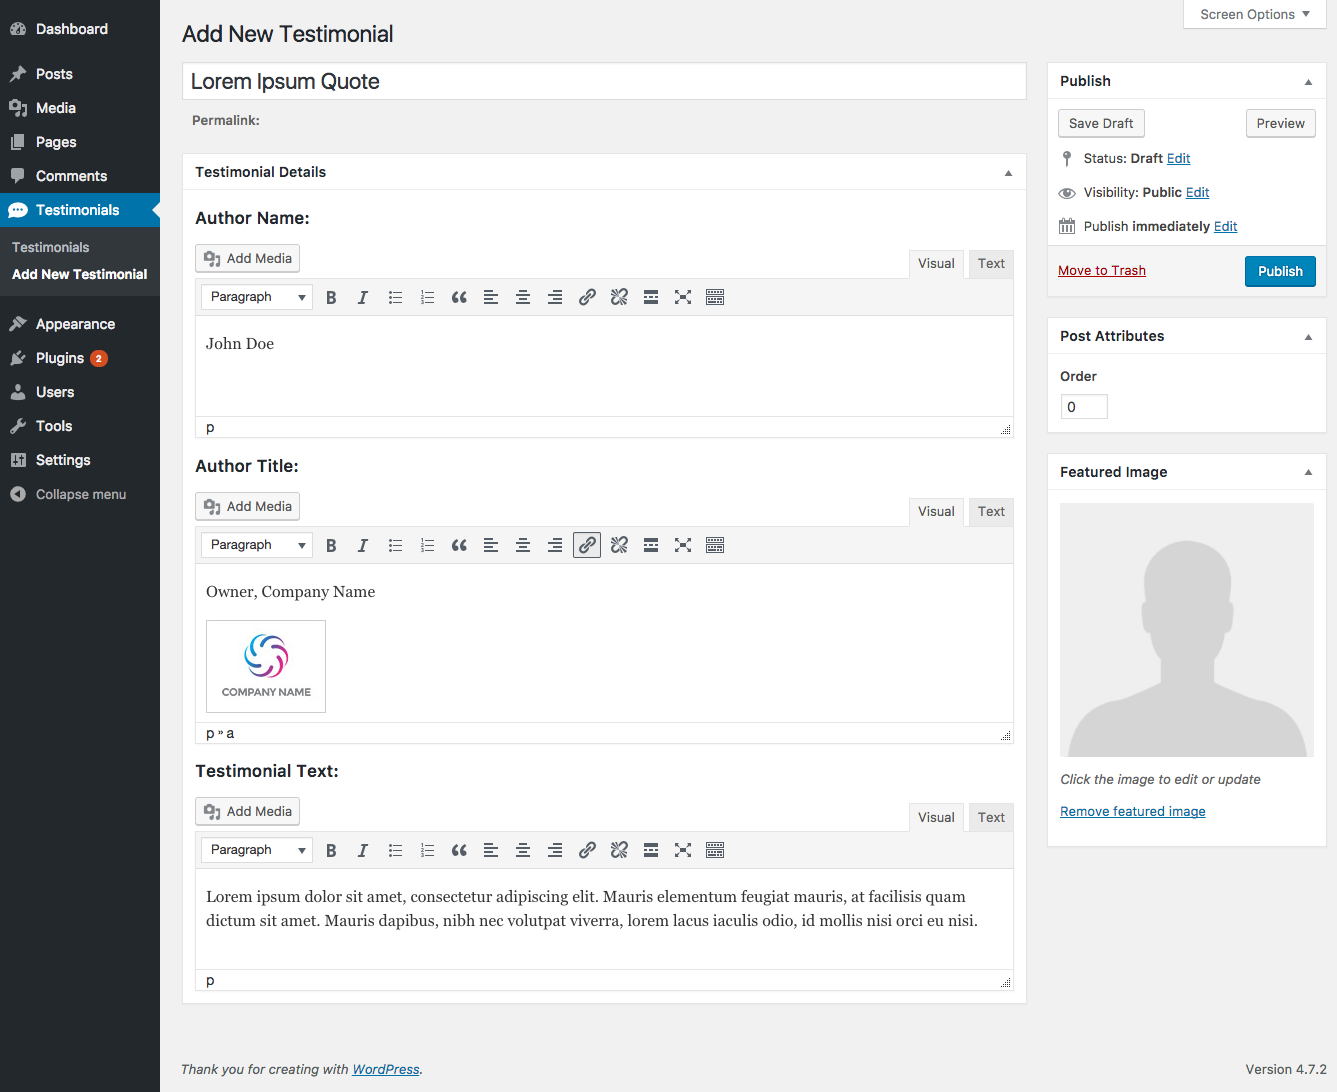 Dashboard
Posts
Media
Pages
Comments
Testimonials
Testimonials
Add New Testimonial
Appearance
Plugins 2
Users
Tools
Settings
Collapse menu
Screen Options
Add New Testimonial
Lorem Ipsum Quote
Permalink:
Testimonial Details
Author Name:
Add Media
Visual Text
Paragraph B I
John Doe
p
Author Title:
Add Media
Visual Text
Paragraph B I
Owner, Company Name
COMPANY NAME
p » a
Testimonial Text:
Add Media
Visual Text
Paragraph B I
Lorem ipsum dolor sit amet, consectetur adipiscing elit. Mauris elementum feugiat mauris, at facilisis quam
dictum sit amet. Mauris dapibus, nibh nec volutpat viverra, lorem lacus iaculis odio, id mollis nisi orci eu nisi.
p
Publish
Save Draft Preview
Status: Draft Edit
Visibility: Public Edit
Publish immediately Edit
Move to Trash Publish
Post Attributes
Order
0
Featured Image
Click the image to edit or update
Remove featured image
Thank you for creating with WordPress.
Version 4.7.2